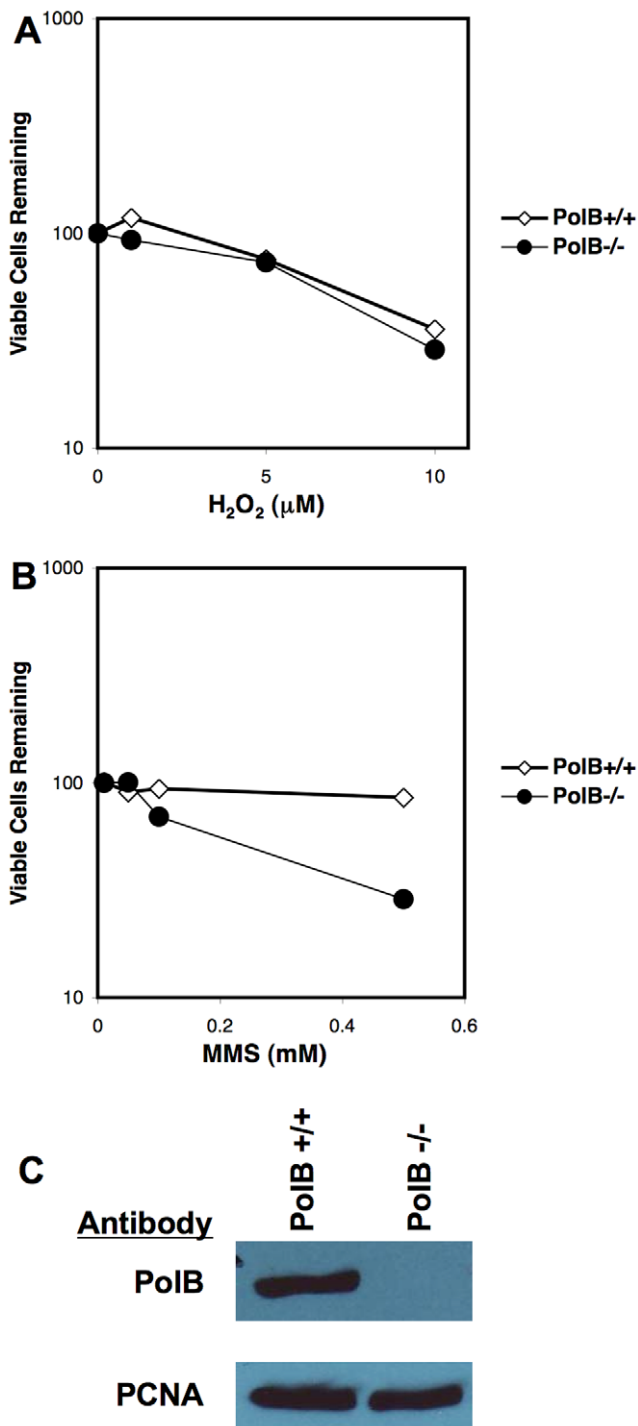 A
1000
Viable Cells Remaining
100
10
0
5
10
H₂O₂ (µM)
PolB+/+
PolB-/-
B
1000
Viable Cells Remaining
100
10
0
0.2
0.4
0.6
MMS (mM)
PolB+/+
PolB-/-
C
PolB +/+
PolB -/-
Antibody
PolB
PCNA